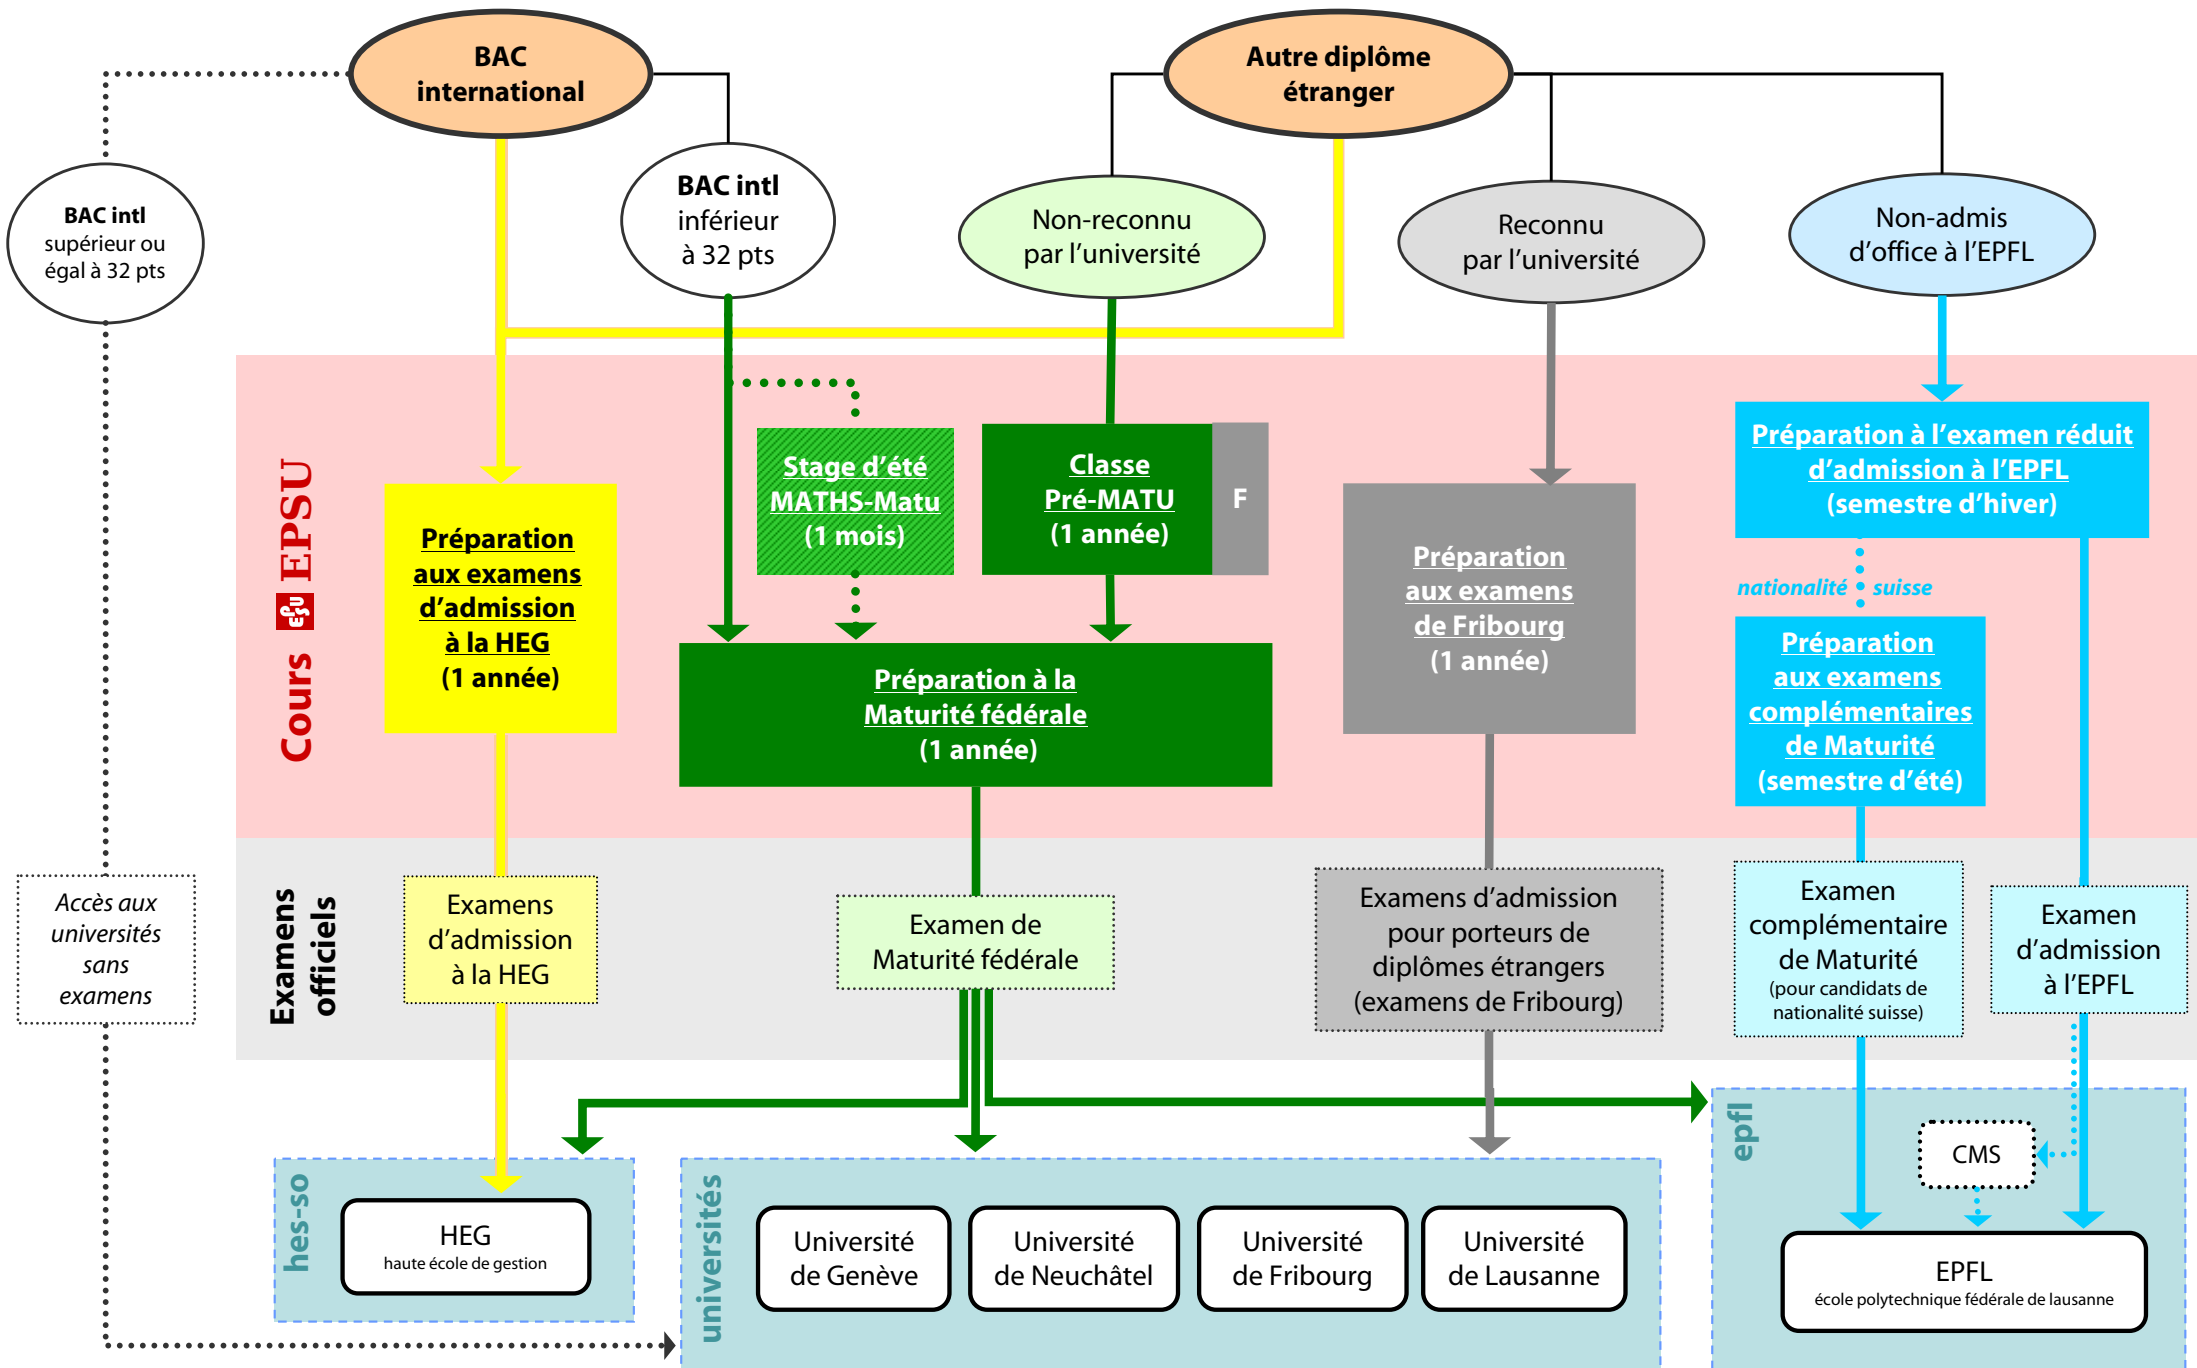 BAC
international
Autre diplôme
étranger
BAC intl
supérieur ou
égal à 32 pts
BAC intl
inférieur
à 32 pts
Non-reconnu
par l’université
Reconnu
par l’université
Non-admis
d’office à l’EPFL
Cours
epsu
EPSU
Préparation
aux examens
d’admission
à la HEG
(1 année)
Stage d’été
MATHS-Matu
(1 mois)
Classe
Pré-MATU
(1 année)
F
Préparation à la
Maturité fédérale
(1 année)
Préparation
aux examens
de Fribourg
(1 année)
Préparation à l’examen réduit
d’admission à l’EPFL
(semestre d’hiver)
nationalité suisse
Préparation
aux examens
complémentaires
de Maturité
(semestre d’été)
Accès aux
universités
sans
examens
Examens
officiels
Examens
d’admission
à la HEG
Examen de
Maturité fédérale
Examens d’admission
pour porteurs de
diplômes étrangers
(examens de Fribourg)
Examen
complémentaire
de Maturité
(pour candidats de
nationalité suisse)
Examen
d’admission
à l’EPFL
hes-so
HEG
haute école de gestion
universités
Université
de Genève
Université
de Neuchâtel
Université
de Fribourg
Université
de Lausanne
epfl
CMS
EPFL
école polytechnique fédérale de lausanne